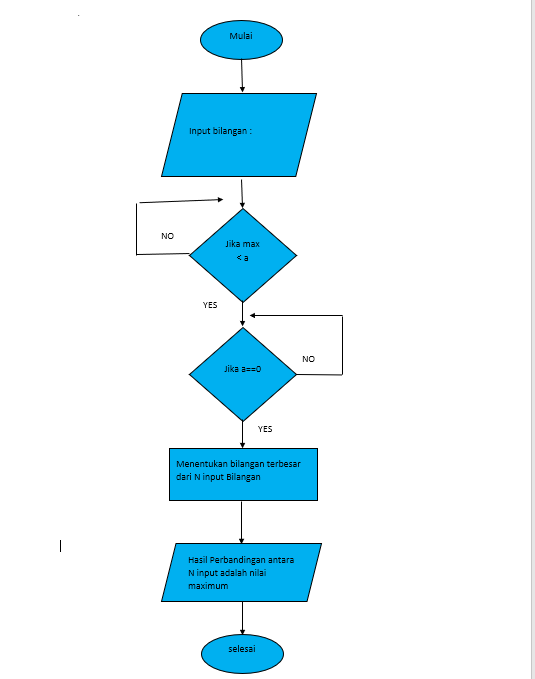 Mulai
Input bilangan :
NO
Jika max
< a
YES
Jika a==0
NO
YES
Menentukan bilangan terbesar
dari N input Bilangan
Hasil Perbandingan antara
N input adalah nilai
maximum
selesai